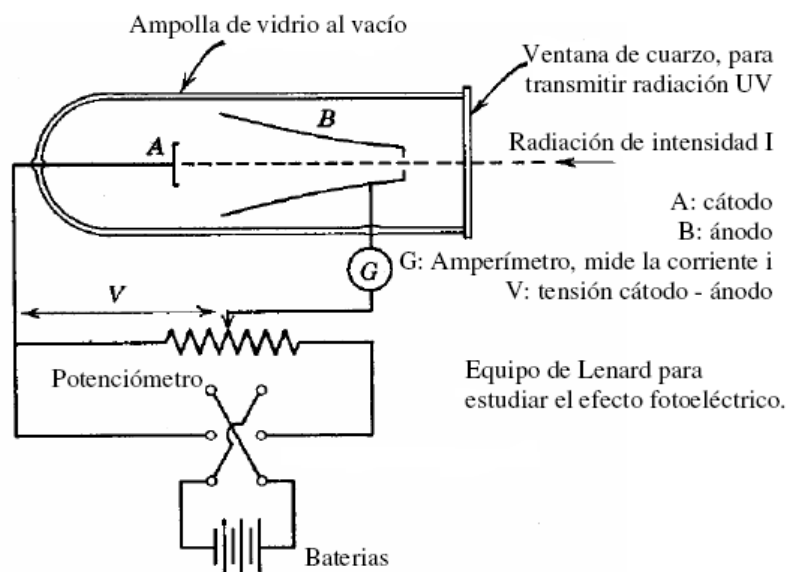 Ampolla de vidrio al vacío
Ventana de cuarzo, para
transmitir radiación UV
B
A
Radiación de intensidad I
A: cátodo
B: ánodo
G
G: Amperímetro, mide la corriente i
V
V: tensión cátodo - ánodo
Potenciómetro
Equipo de Lenard para
estudiar el efecto fotoeléctrico.
Baterias